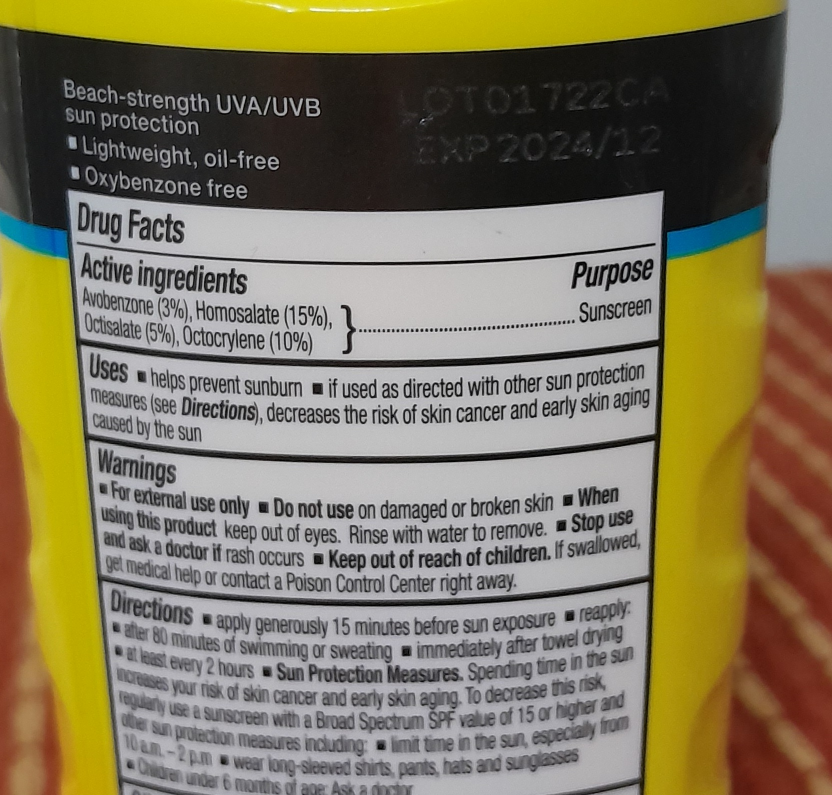 Beach-strength UVA/UVB
sun protection
▪ Lightweight, oil-free
▪ Oxybenzone free
LOT01722CA
EXP2024/12
Drug Facts
Active ingredients Purpose
Avobenzone (3%), Homosalate (15%),
Octisalate (5%), Octocrylene (10%) } Sunscreen
Uses ▪ helps prevent sunburn ▪ if used as directed with other sun protection
measures (see Directions), decreases the risk of skin cancer and early skin aging
caused by the sun
Warnings
▪ For external use only ▪ Do not use on damaged or broken skin ▪ When
using this product keep out of eyes. Rinse with water to remove. ▪ Stop use
and ask a doctor if rash occurs ▪ Keep out of reach of children. If swallowed,
get medical help or contact a Poison Control Center right away.
Directions ▪ apply generously 15 minutes before sun exposure ▪ reapply:
▪ after 80 minutes of swimming or sweating ▪ immediately after towel drying
▪ at least every 2 hours ▪ Sun Protection Measures. Spending time in the sun
increases your risk of skin cancer and early skin aging. To decrease this risk,
regularly use a sunscreen with a Broad Spectrum SPF value of 15 or higher and
other sun protection measures including: ▪ limit time in the sun, especially from
10 a.m. – 2 p.m ▪ wear long-sleeved shirts, pants, hats and sunglasses
▪ Children under 6 months of age: Ask a doctor